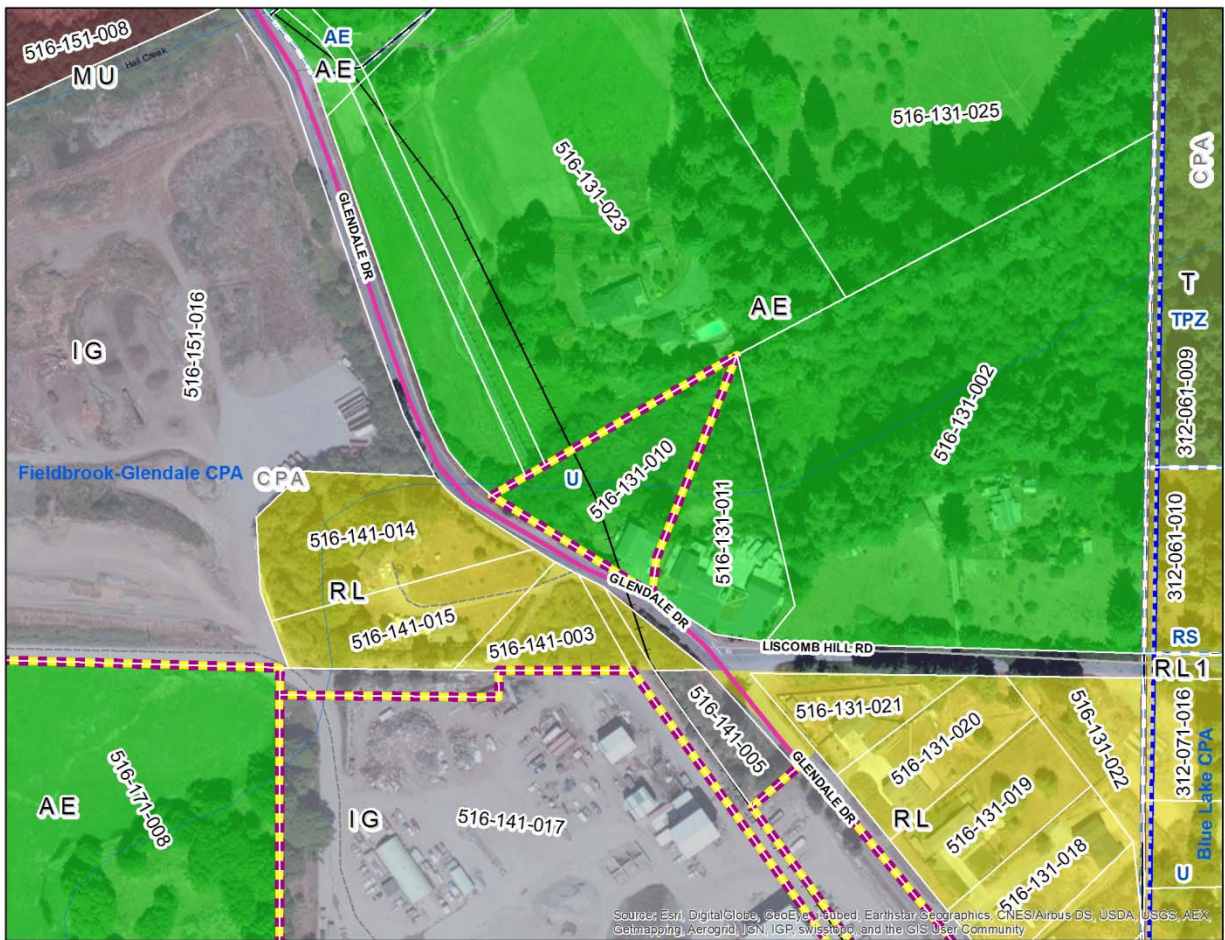 516-151-008
Hall Creek
MU
AE
AE
516-131-025
516-131-023
CPA
GLENDALE DR
516-151-016
IG
T
TPZ
AE
516-131-002
312-061-009
Fieldbrook-Glendale CPA
CPA
U
516-131-010
516-131-011
312-061-010
516-141-014
RL
516-141-015
516-141-003
GLENDALE DR
LISCOMB HILL RD
RS
RL1
516-141-005
516-131-021
516-131-020
516-131-022
312-071-016
AE
516-171-008
IG
516-141-017
GLENDALE DR
RL
516-131-019
516-131-018
Blue Lake CPA
U
Source: Esri, DigitalGlobe, GeoEye, i-cubed, Earthstar Geographics, CNES/Airbus DS, USDA, USGS, AEX,
Getmapping, Aerogrid, IGN, IGP, swisstopo, and the GIS User Community